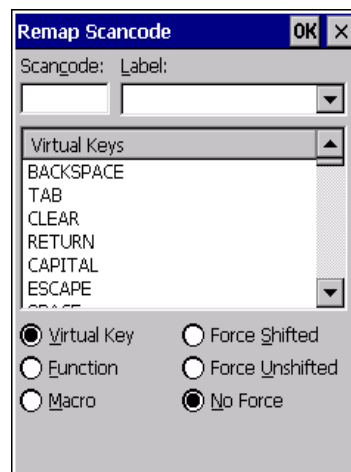 Remap Scancode OK ×
Scancode: Label:
Virtual Keys
BACKSPACE
TAB
CLEAR
RETURN
CAPITAL
ESCAPE
Virtual Key Force Shifted
Function Force Unshifted
Macro No Force